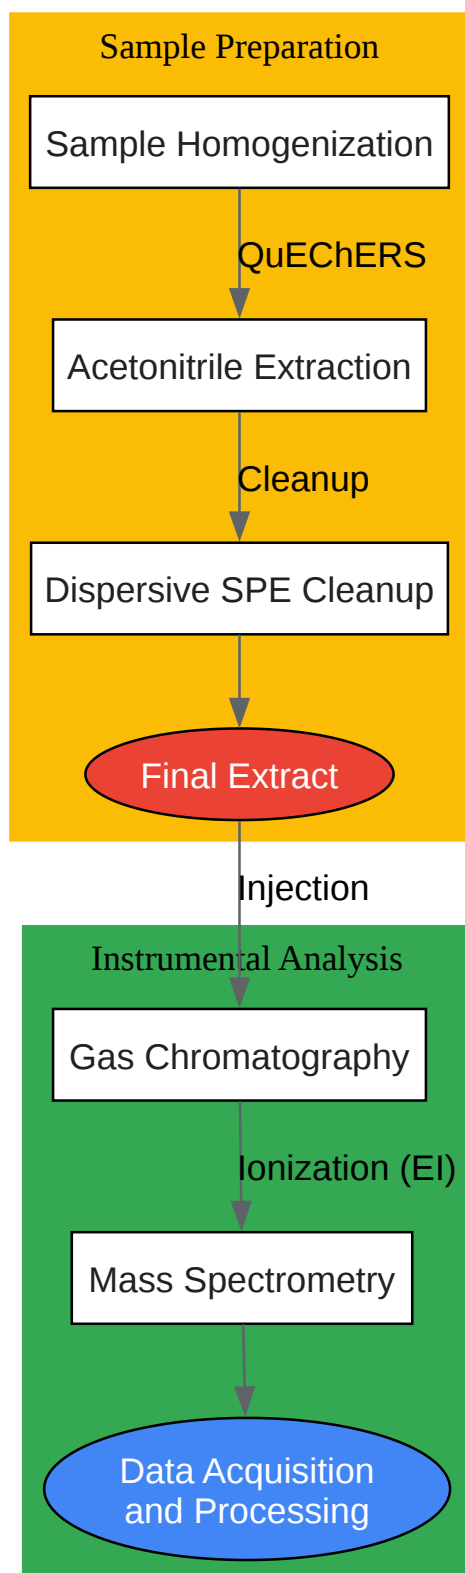 Sample Preparation
Sample Homogenization
QuEChERS
Acetonitrile Extraction
Cleanup
Dispersive SPE Cleanup
Final Extract
Injection
Instrumental Analysis
Gas Chromatography
Ionization (EI)
Mass Spectrometry
Data Acquisition
and Processing